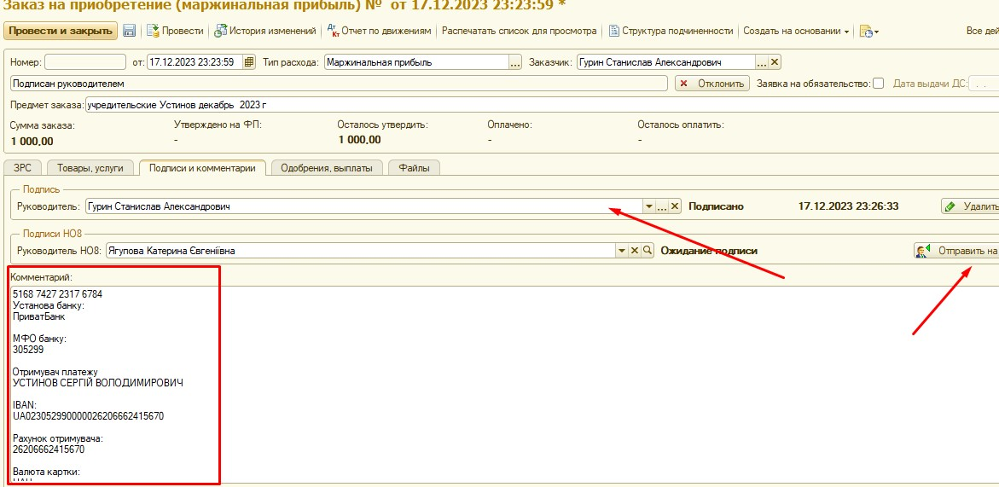 Заказ на приобретение (маржинальная прибыль) № от 17.12.2023 23:23:59 *
Провести и закрыть Провести История изменений Дт Кт Отчет по движениям Распечатать список для просмотра Структура подчиненности Создать на основании Все дей
Номер: от: 17.12.2023 23:23:59 Тип расхода: Маржинальная прибыль ... Заказчик: Гурин Станислав Александрович ...
Подписан руководителем Отклонить Заявка на обязательство: Дата выдачи ДС: . .
Предмет заказа: учредительские Устинов декабрь 2023 г
Сумма заказа: Утверждено на ФП: Осталось утвердить: Оплачено: Осталось оплатить:
1 000,00 - 1 000,00 - -
ЗРС Товары, услуги Подписи и комментарии Одобрения, выплаты Файлы
Подпись
Руководитель: Гурин Станислав Александрович ... Подписано 17.12.2023 23:26:33 Удалить
Подписи НО8
Руководитель НО8: Ягупова Катерина Євгеніївна Ожидание подписи Отправить на
Комментарий:
5168 7427 2317 6784
Установа банку:
ПриватБанк
МФО банку:
305299
Отримувач платежу
УСТИНОВ СЕРГІЙ ВОЛОДИМИРОВИЧ
IBAN:
UA023052990000026206662415670
Рахунок отримувача:
26206662415670
Валюта картки: